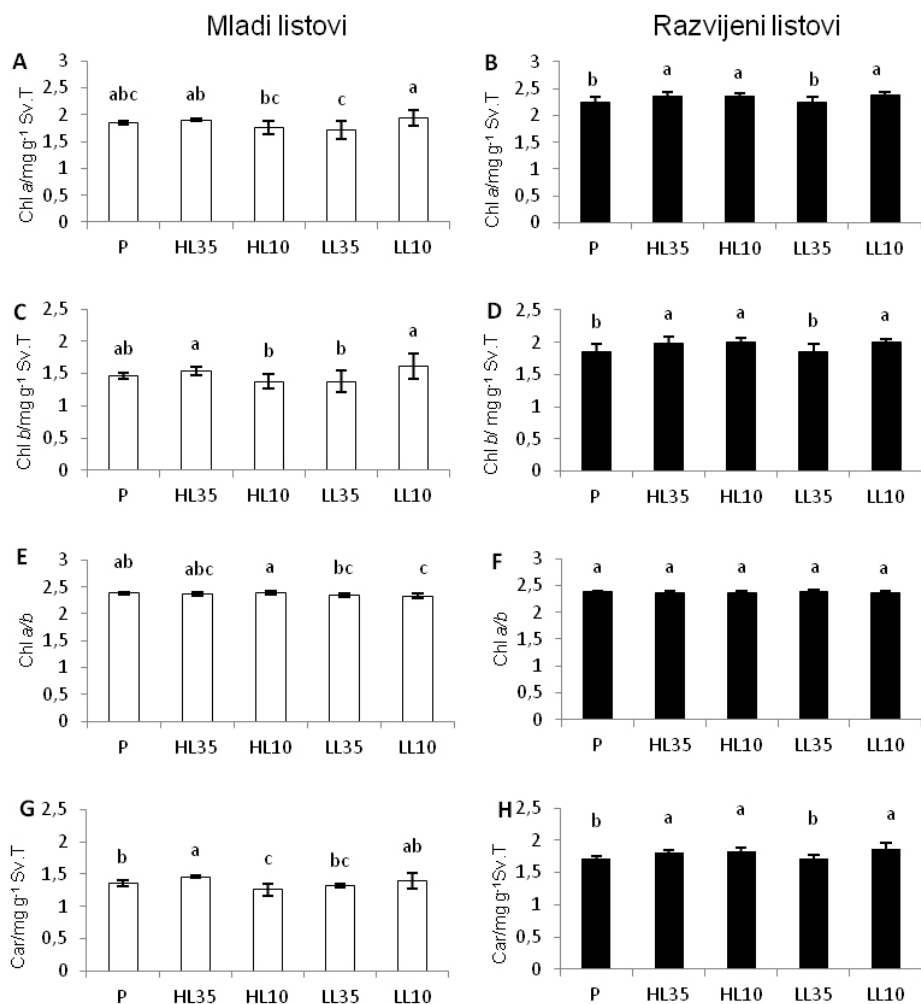 Mladi listovi
Razvijeni listovi
A
Chl a/mg g-1 Sv.T
3
2,5
2
1,5
1
0,5
0
abc ab bc c a
P HL35 HL10 LL35 LL10
B
Chl a/mg g-1 Sv.T
3
2,5
2
1,5
1
0,5
0
b a a b a
P HL35 HL10 LL35 LL10
C
Chl b/mg g-1 Sv.T
2,5
2
1,5
1
0,5
0
ab a b b a
P HL35 HL10 LL35 LL10
D
Chl b/ mg g-1 Sv.T
2,5
2
1,5
1
0,5
0
b a a b a
P HL35 HL10 LL35 LL10
E
Chl a/b
3
2,5
2
1,5
1
0,5
0
ab abc a bc c
P HL35 HL10 LL35 LL10
F
Chl a/b
3
2,5
2
1,5
1
0,5
0
a a a a a
P HL35 HL10 LL35 LL10
G
Car/mg g-1 Sv.T
2,5
2
1,5
1
0,5
0
b a c bc ab
P HL35 HL10 LL35 LL10
H
Car/mg g-1Sv.T
2,5
2
1,5
1
0,5
0
b a a b a
P HL35 HL10 LL35 LL10